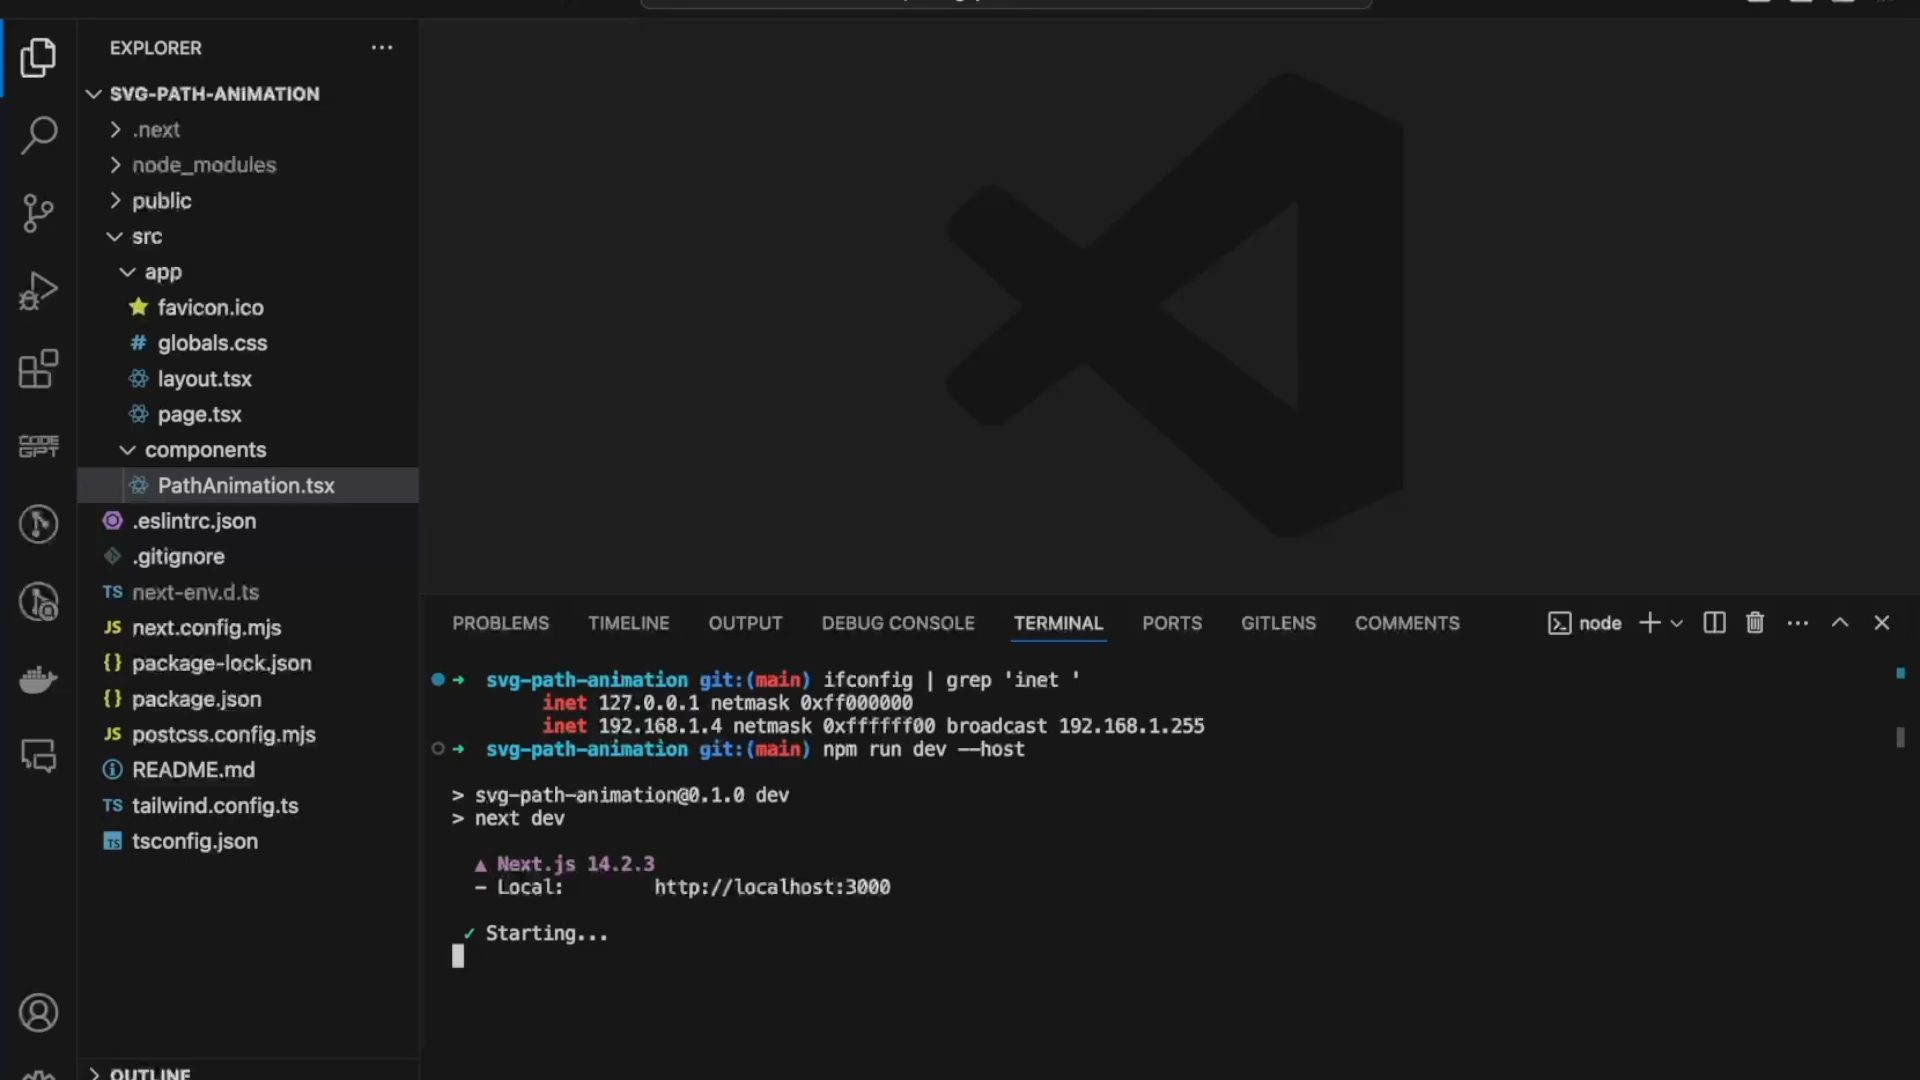 EXPLORER
SVG-PATH-ANIMATION
.next
node_modules
public
src
app
favicon.ico
# globals.css
layout.tsx
page.tsx
components
CODE
GPT
PathAnimation.tsx
.eslintrc.json
.gitignore
TS next-env.d.ts
JS next.config.mjs
{} package-lock.json
{} package.json
JS postcss.config.mjs
README.md
TS tailwind.config.ts
TS tsconfig.json
OUTLINE
PROBLEMS TIMELINE OUTPUT DEBUG CONSOLE TERMINAL PORTS GITLENS COMMENTS node
→ svg-path-animation git:(main) ifconfig | grep 'inet '
inet 127.0.0.1 netmask 0xff000000
inet 192.168.1.4 netmask 0xffffff00 broadcast 192.168.1.255
→ svg-path-animation git:(main) npm run dev --host
> svg-path-animation@0.1.0 dev
> next dev
▲ Next.js 14.2.3
- Local: http://localhost:3000
✓ Starting...